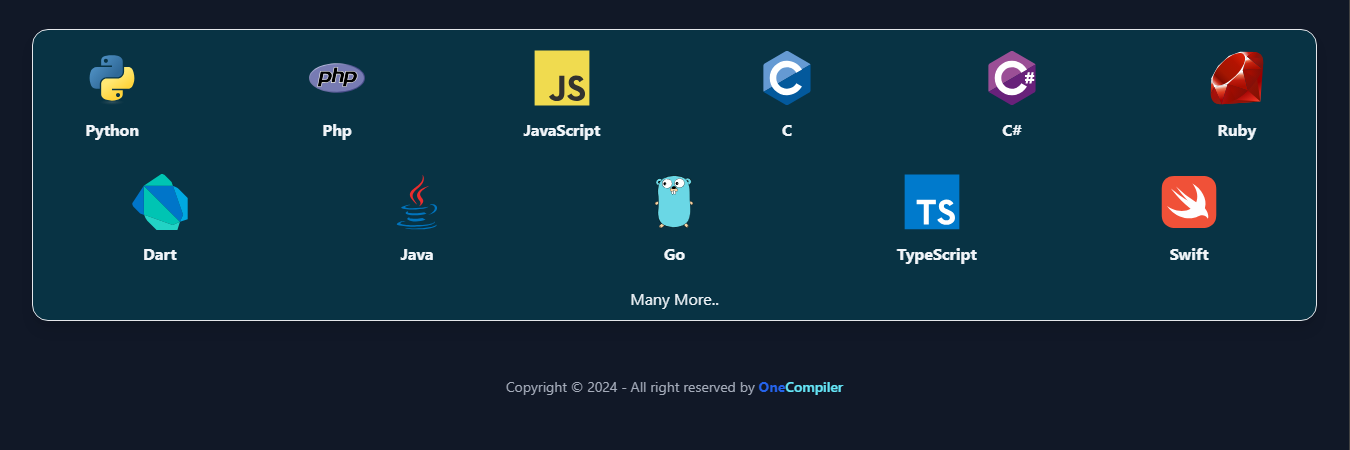 php JS C C# 
Python Php JavaScript C C# Ruby
TS
Dart Java Go TypeScript Swift
Many More..
Copyright © 2024 - All right reserved by OneCompiler